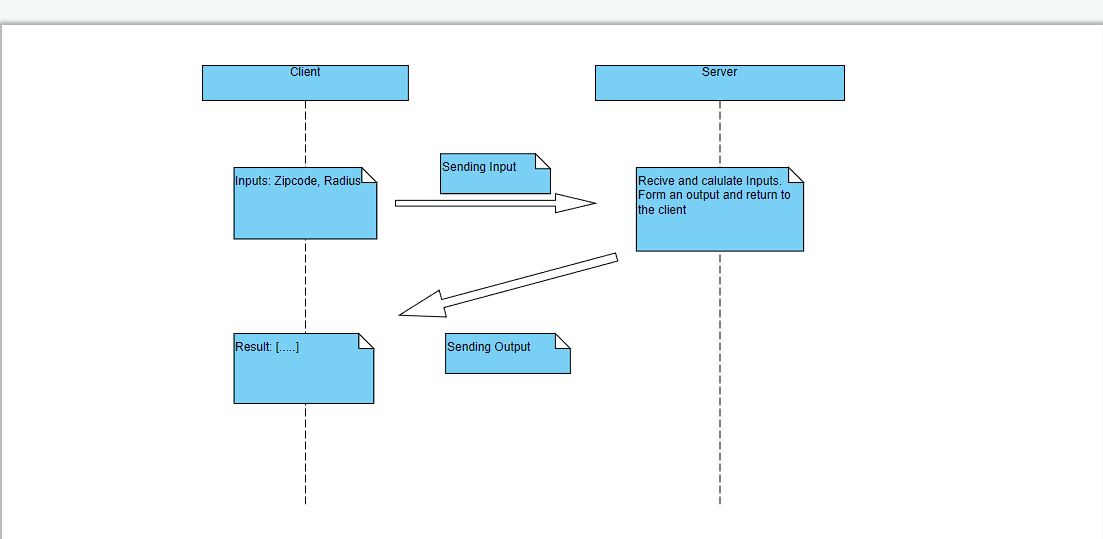 Client
Server
Sending Input
Inputs: Zipcode, Radius
Recive and calulate Inputs.
Form an output and return to
the client
Result: [.....]
Sending Output